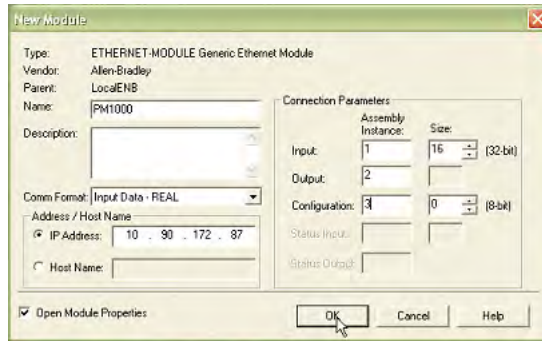 New Module
Type: ETHERNET-MODULE Generic Ethernet Module
Vendor: Allen-Bradley
Parent: LocalENB
Name: PM1000
Description:
Comm Format: Input Data - REAL
Address / Host Name
IP Address: 10 . 90 . 172 . 87
Host Name:
Connection Parameters
Assembly Instance: Size:
Input: 1 16 (32-bit)
Output: 2
Configuration: 3 0 (8-bit)
Status Input:
Status Output:
Open Module Properties
OK Cancel Help